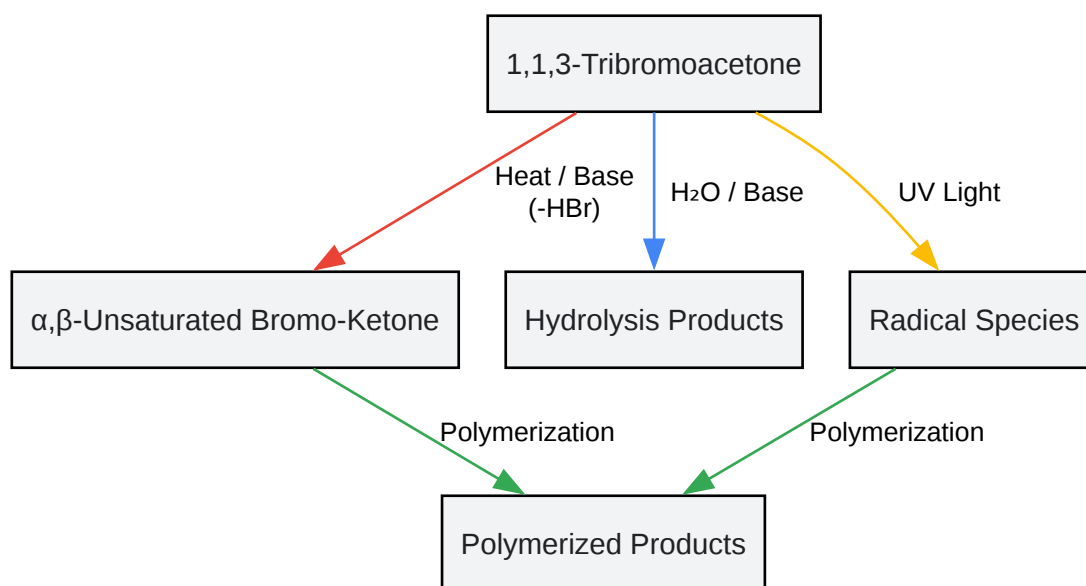 1,1,3-Tribromoacetone
Heat / Base
(-HBr)
H₂O / Base
UV Light
α,β-Unsaturated Bromo-Ketone
Hydrolysis Products
Radical Species
Polymerization
Polymerization
Polymerized Products